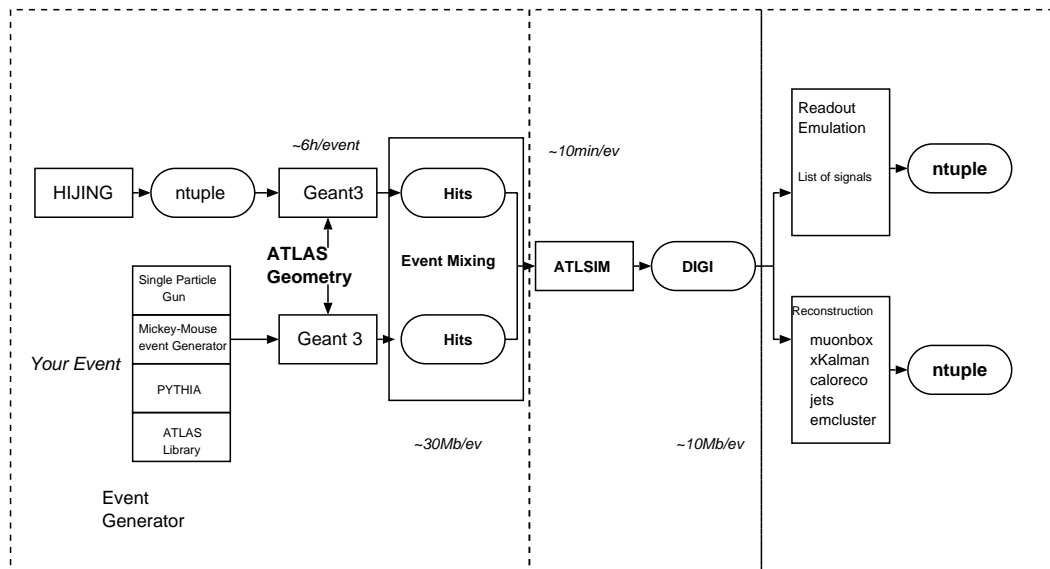 ~6h/event
~10min/ev
HIJING
ntuple
Geant3
Hits
ATLAS
Geometry
Event Mixing
ATLSIM
DIGI
Single Particle
Gun
Mickey-Mouse
event Generator
PYTHIA
ATLAS
Library
Your Event
Geant 3
Hits
~30Mb/ev
~10Mb/ev
Event
Generator
Readout
Emulation
List of signals
ntuple
Reconstruction
muonbox
xKalman
caloreco
jets
emcluster
ntuple